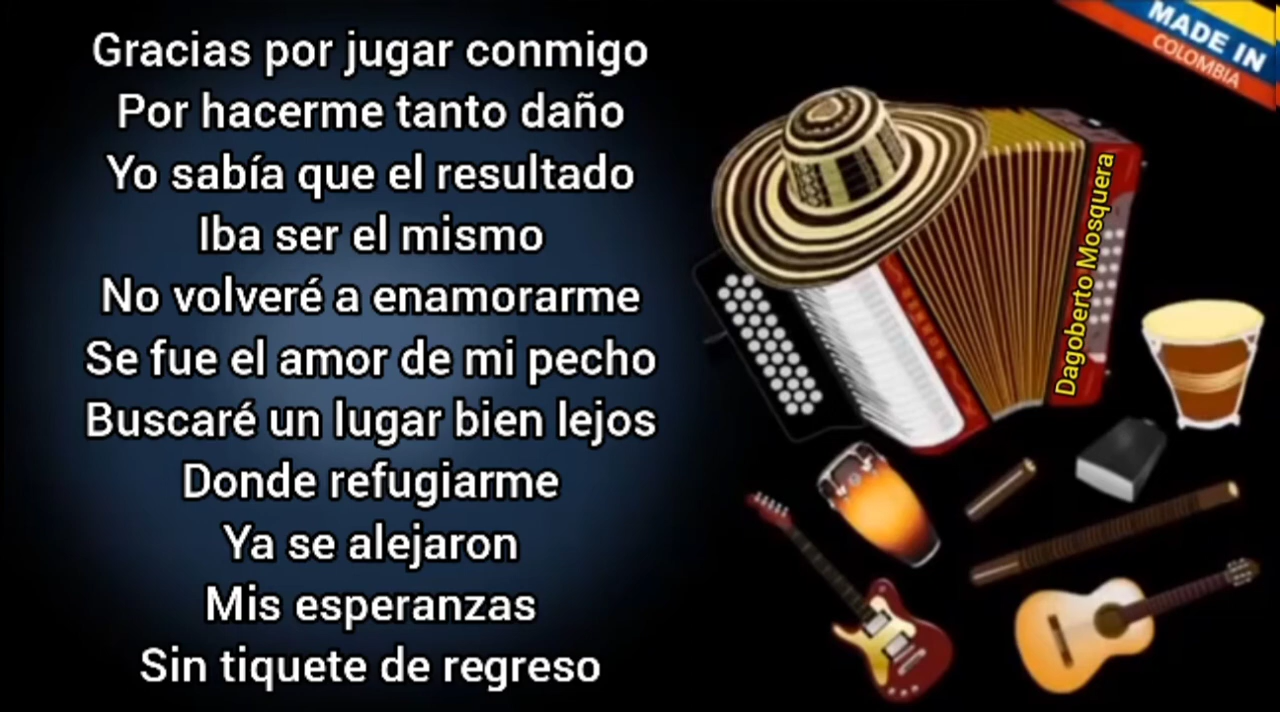 Gracias por jugar conmigo
Por hacerme tanto daño
Yo sabía que el resultado
Iba ser el mismo
No volveré a enamorarme
Se fue el amor de mi pecho
Buscaré un lugar bien lejos
Donde refugiarme
Ya se alejaron
Mis esperanzas
Sin tiquete de regreso
MADE IN
COLOMBIA
Dagoberto Mosquera